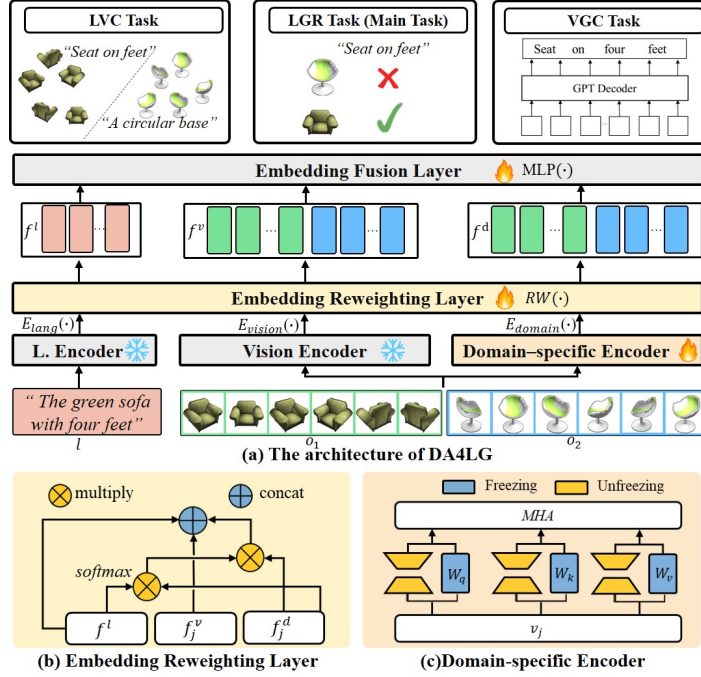 LVC Task
LGR Task (Main Task)
VGC Task
“Seat on feet”
“A circular base”
“Seat on feet”
Seat on four feet
GPT Decoder
...
Embedding Fusion Layer MLP(·)
f^l ...
f^v ... ...
f^d ... ...
Embedding Reweighting Layer RW(·)
E_lang(·)
E_vision(·)
E_domain(·)
L. Encoder
Vision Encoder
Domain–specific Encoder
“ The green sofa
with four feet”
l
o_1
o_2
(a) The architecture of DA4LG
multiply
concat
softmax
f^l
f_j^v
f_j^d
(b) Embedding Reweighting Layer
Freezing
Unfreezing
MHA
W_q
W_k
W_v
v_j
(c)Domain-specific Encoder